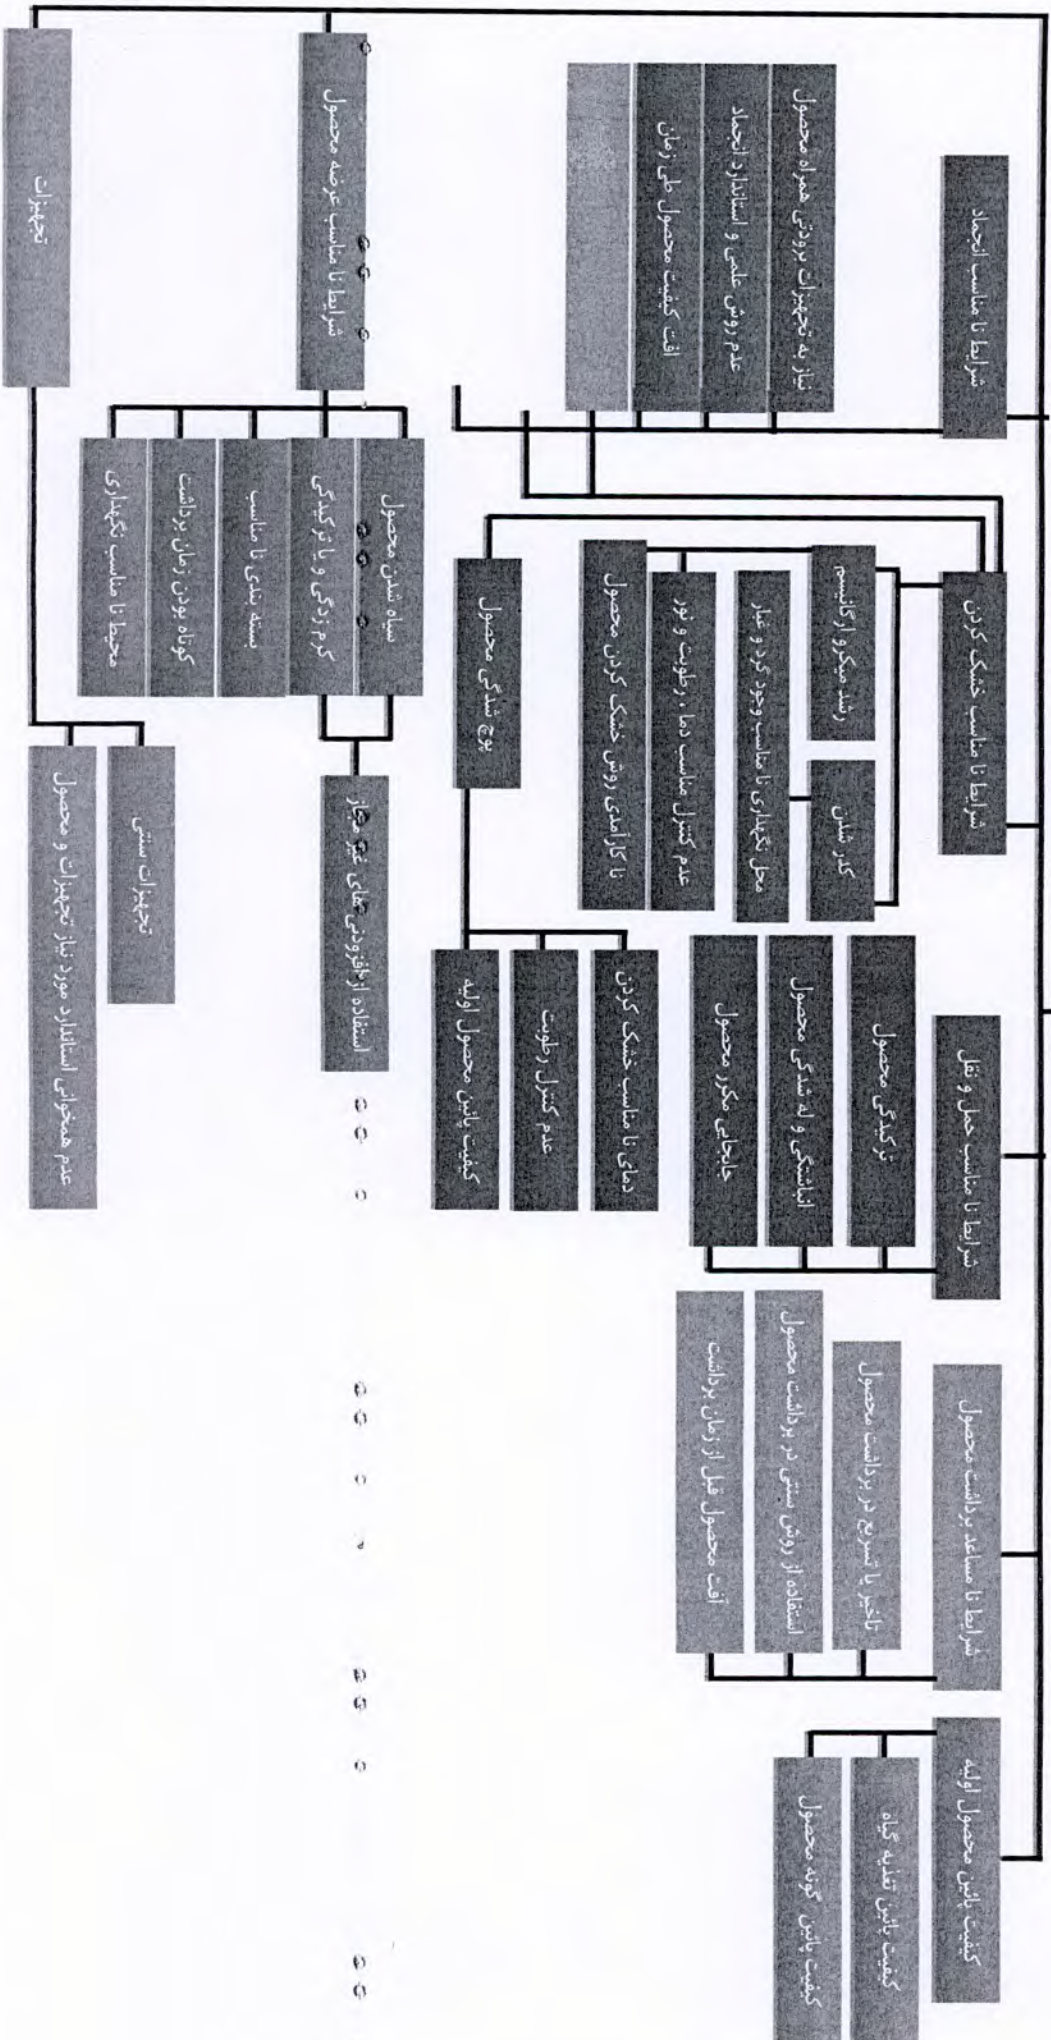 کیفیت پائین محصول اولیه
کیفیت پائین تغذیه گیاه
کیفیت پائین گونه محصول
شرایط نا مساعد برداشت محصول
تاخیر یا تسریع در برداشت محصول
استفاده از روش سنتی در برداشت محصول
آفت محصول قبل از زمان برداشت
شرایط نا مناسب حمل و نقل
ترکیدگی محصول
انباشتگی و له شدگی محصول
جابجایی مکرر محصول
شرایط نا مناسب خشک کردن
رشد میکرو ارگانیسم
کدر شدن
محل نگهداری نا مناسب وجود گرد و غبار
عدم کنترل مناست دما ، رطوبت و نور
نا کارآمدی روش خشک کردن محصول
پوچ شدگی محصول
دمای نا مناسب خشک کردن
عدم کنترل رطوبت
کیفیت پائین محصول اولیه
شرایط نا مناسب انجماد
نیاز به تجهیزات برودتی همراه محصول
عدم روش علمی و استاندارد انجماد
افت کیفیت محصول طی زمان
شرایط نا مناسب عرضه محصول
سیاه شدن محصول
کرم زدگی و یا ترکیدگی
بسته بندی نا مناسب
کوتاه بودن زمان برداشت
محیط نا مناسب نگهداری
استفاده از افزودنی های غیر مجاز
تجهیزات
تجهیزات سنتی
عدم همخوانی استاندارد مورد نیاز تجهیزات و محصول